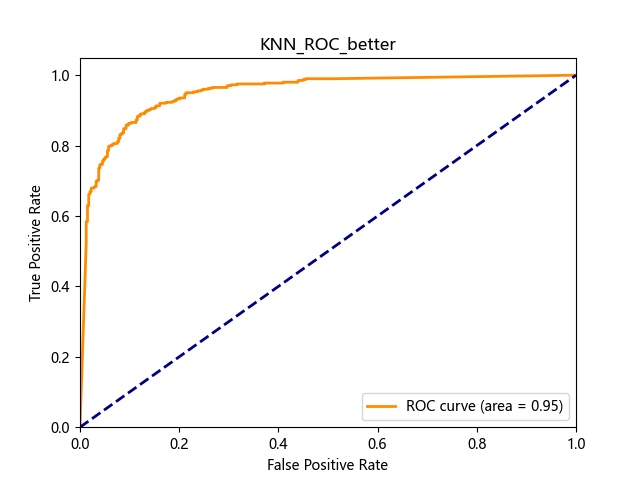 KNN_ROC_better
1.0
0.8
0.6
0.4
0.2
0.0
True Positive Rate
ROC curve (area = 0.95)
0.0 0.2 0.4 0.6 0.8 1.0
False Positive Rate